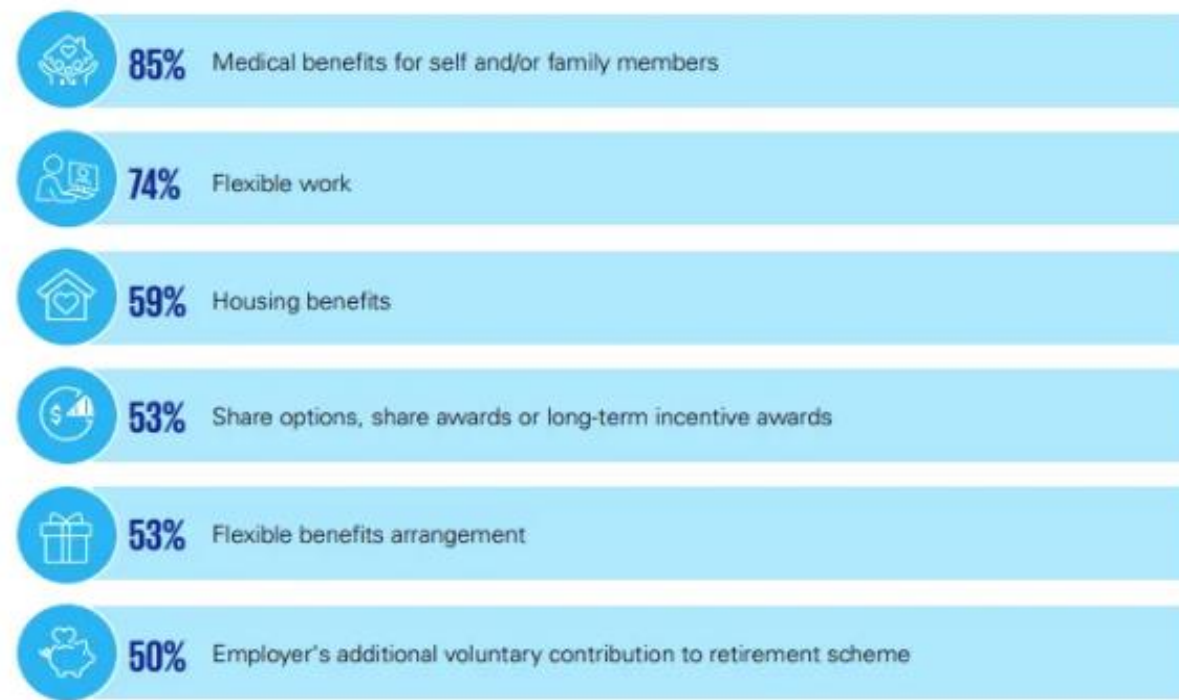 85% Medical benefits for self and/or family members
74% Flexible work
59% Housing benefits
$
53% Share options, share awards or long-term incentive awards
53% Flexible benefits arrangement
50% Employer's additional voluntary contribution to retirement scheme